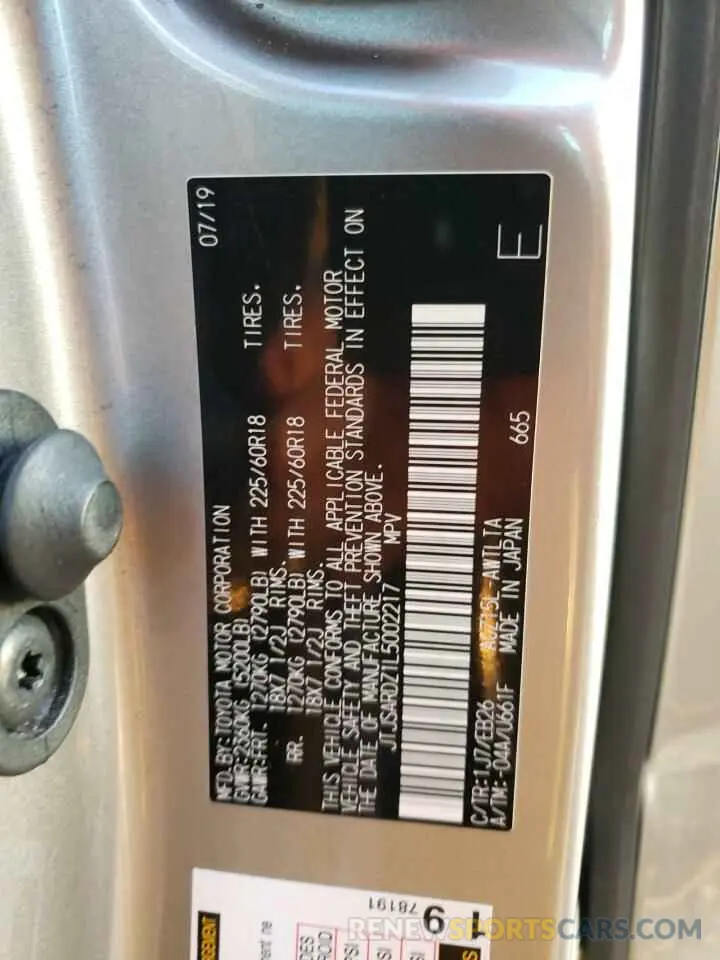 07/19
MFD.BY: TOYOTA MOTOR CORPORATION
GVWR: 2360KG (5200LB)
GAWR: FRT. 1270KG (2790LB) WITH 225/60R18 TIRES.
18X7 1/2J RIMS.
RR. 1270KG (2790LB) WITH 225/60R18 TIRES.
18X7 1/2J RIMS.
THIS VEHICLE CONFORMS TO ALL APPLICABLE FEDERAL MOTOR
VEHICLE SAFETY AND THEFT PREVENTION STANDARDS IN EFFECT ON
THE DATE OF MANUFACTURE SHOWN ABOVE.
JTJSARDZ1L5002217 MPV
C/TR: 1J7/EB26 AGZ15L-AWTLTA 665
A/TM: -04A/U661F MADE IN JAPAN
E
78191
RENEWSPORTSCARS.COM